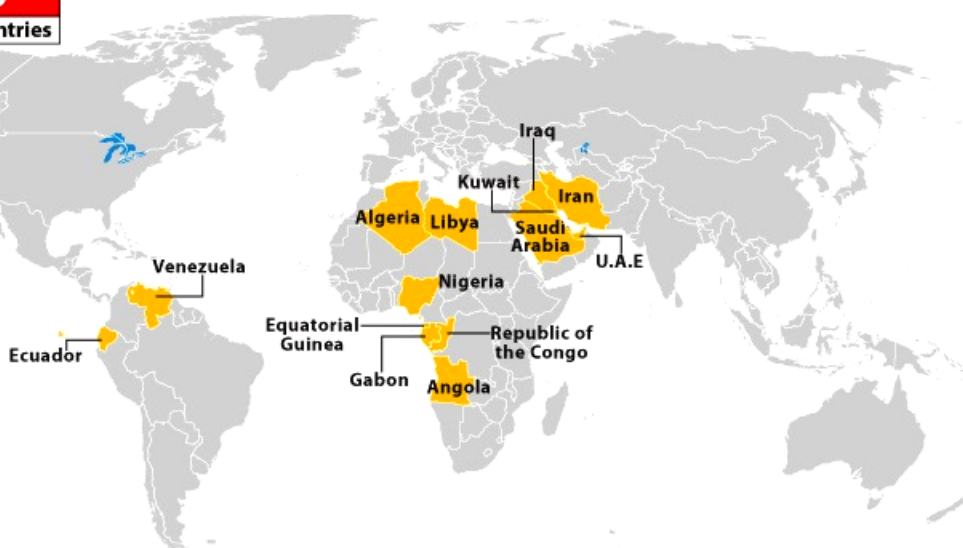 ntries
Iraq
Kuwait
Iran
Algeria
Libya
Saudi
Arabia
U.A.E
Venezuela
Nigeria
Equatorial
Guinea
Republic of
the Congo
Ecuador
Gabon
Angola